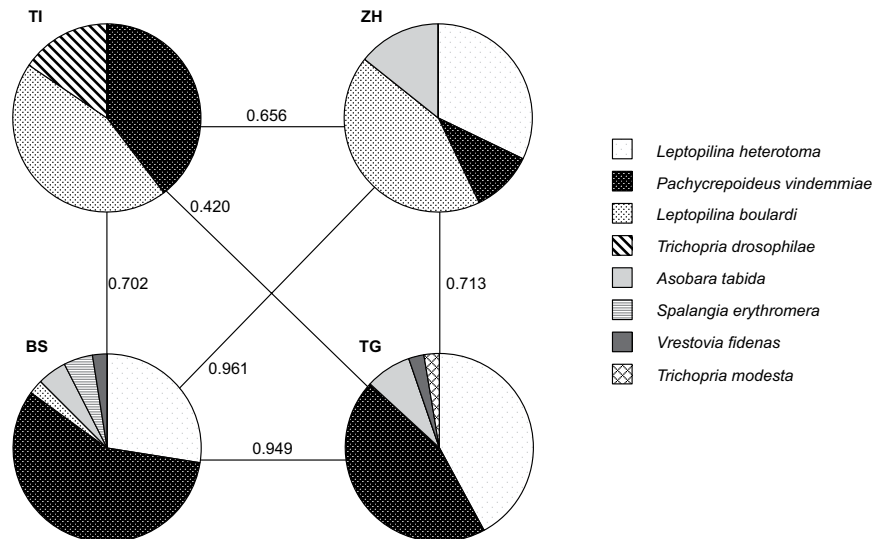 TI
ZH
0.656
0.420
0.702
0.713
BS
TG
0.961
0.949
Leptopilina heterotoma
Pachycrepoideus vindemmiae
Leptopilina boulardi
Trichopria drosophilae
Asobara tabida
Spalangia erythromera
Vrestovia fidenas
Trichopria modesta